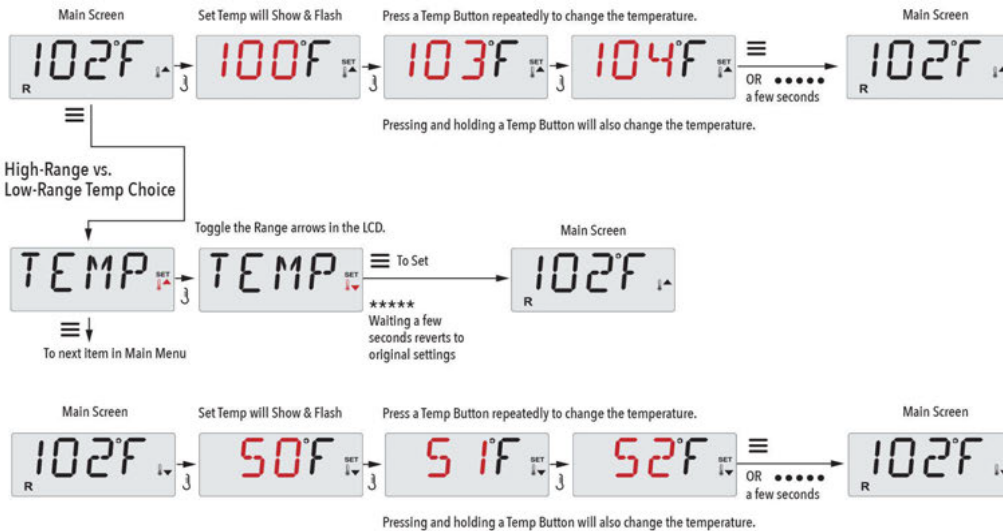 Main Screen
Set Temp will Show & Flash
Press a Temp Button repeatedly to change the temperature.
Main Screen
102°F
R
100°F
SET
103°F
SET
104°F
SET
OR •••••
a few seconds
102°F
R
Pressing and holding a Temp Button will also change the temperature.
High-Range vs.
Low-Range Temp Choice
Toggle the Range arrows in the LCD.
Main Screen
TEMP
SET
TEMP
SET
To Set
102°F
R
*****
Waiting a few
seconds reverts to
original settings
To next Item in Main Menu
Main Screen
Set Temp will Show & Flash
Press a Temp Button repeatedly to change the temperature.
Main Screen
102°F
R
50°F
SET
51°F
SET
52°F
SET
OR •••••
a few seconds
102°F
R
Pressing and holding a Temp Button will also change the temperature.